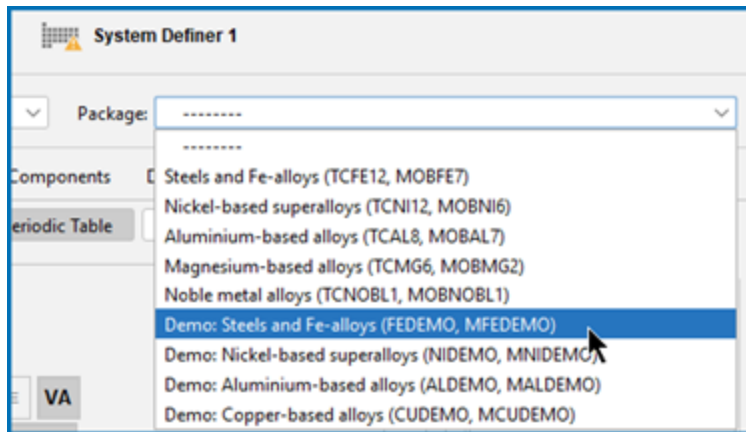 System Definer 1
Package: --------
--------
Components D Steels and Fe-alloys (TCFE12, MOBFE7)
Nickel-based superalloys (TCNI12, MOBNI6)
eriodic Table Aluminium-based alloys (TCAL8, MOBAL7)
Magnesium-based alloys (TCMG6, MOBMG2)
Noble metal alloys (TCNOBL1, MOBNOBL1)
Demo: Steels and Fe-alloys (FEDEMO, MFEDEMO)
Demo: Nickel-based superalloys (NIDEMO, MNIDEMO)
Demo: Aluminium-based alloys (ALDEMO, MALDEMO)
VA
Demo: Copper-based alloys (CUDEMO, MCUDEMO)